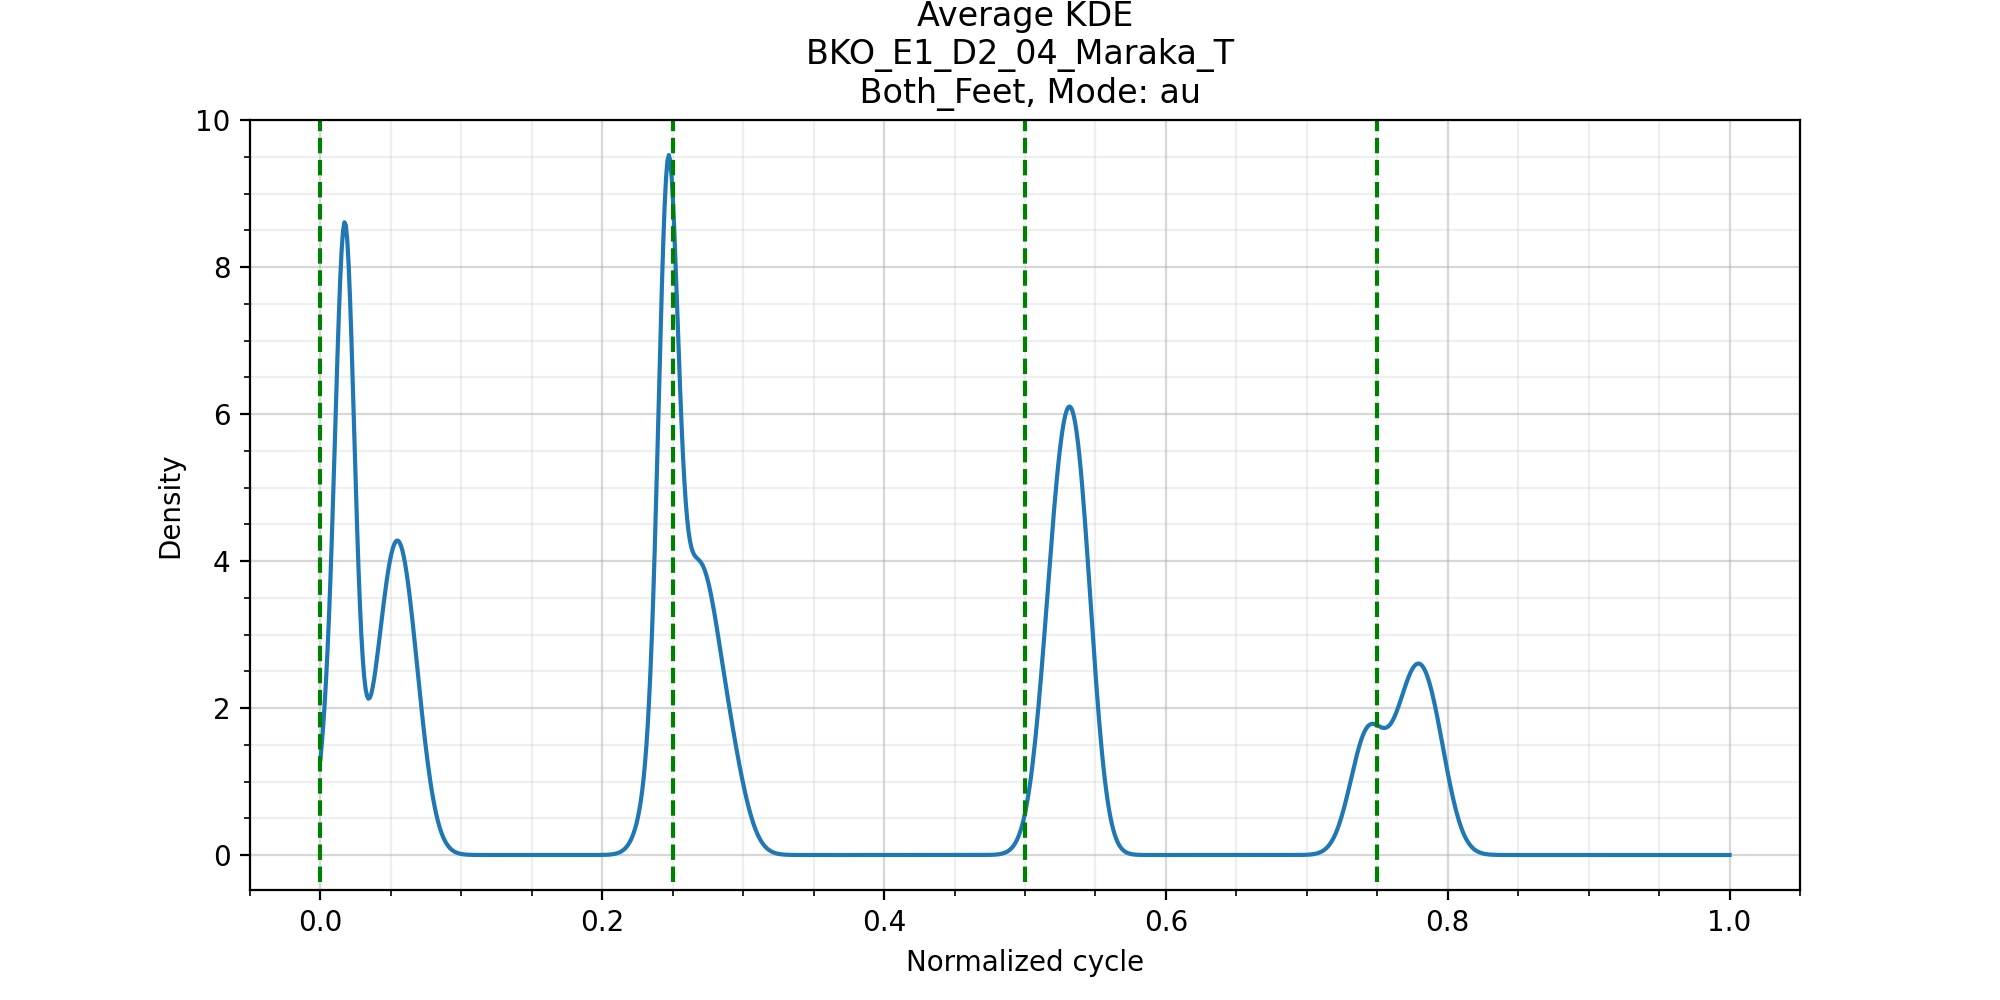 Average KDE
BKO_E1_D2_04_Maraka_T
Both_Feet, Mode: au
10
8
6
4
2
0
Density
0.0 0.2 0.4 0.6 0.8 1.0
Normalized cycle